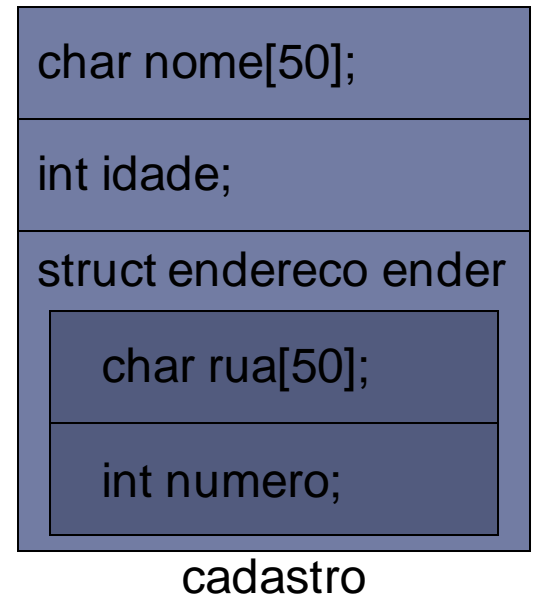 char nome[50];
int idade;
struct endereco ender
char rua[50];
int numero;
cadastro